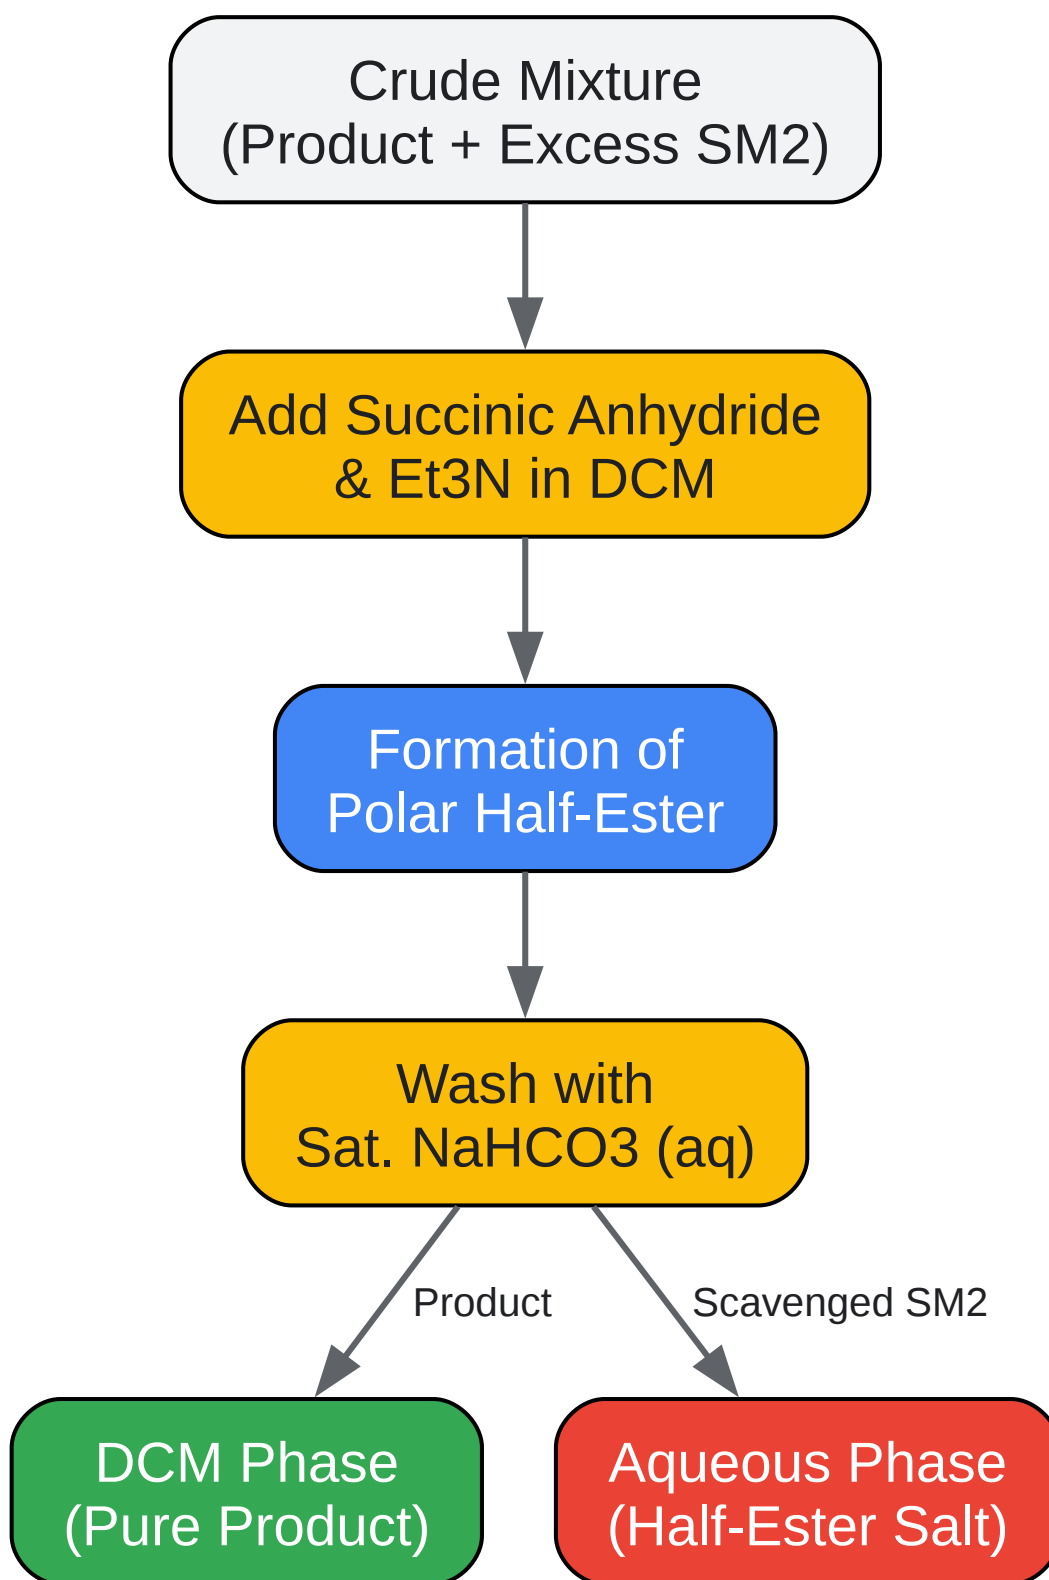 Crude Mixture
(Product + Excess SM2)
Add Succinic Anhydride
& Et3N in DCM
Formation of
Polar Half-Ester
Wash with
Sat. NaHCO3 (aq)
Product
Scavenged SM2
DCM Phase
(Pure Product)
Aqueous Phase
(Half-Ester Salt)